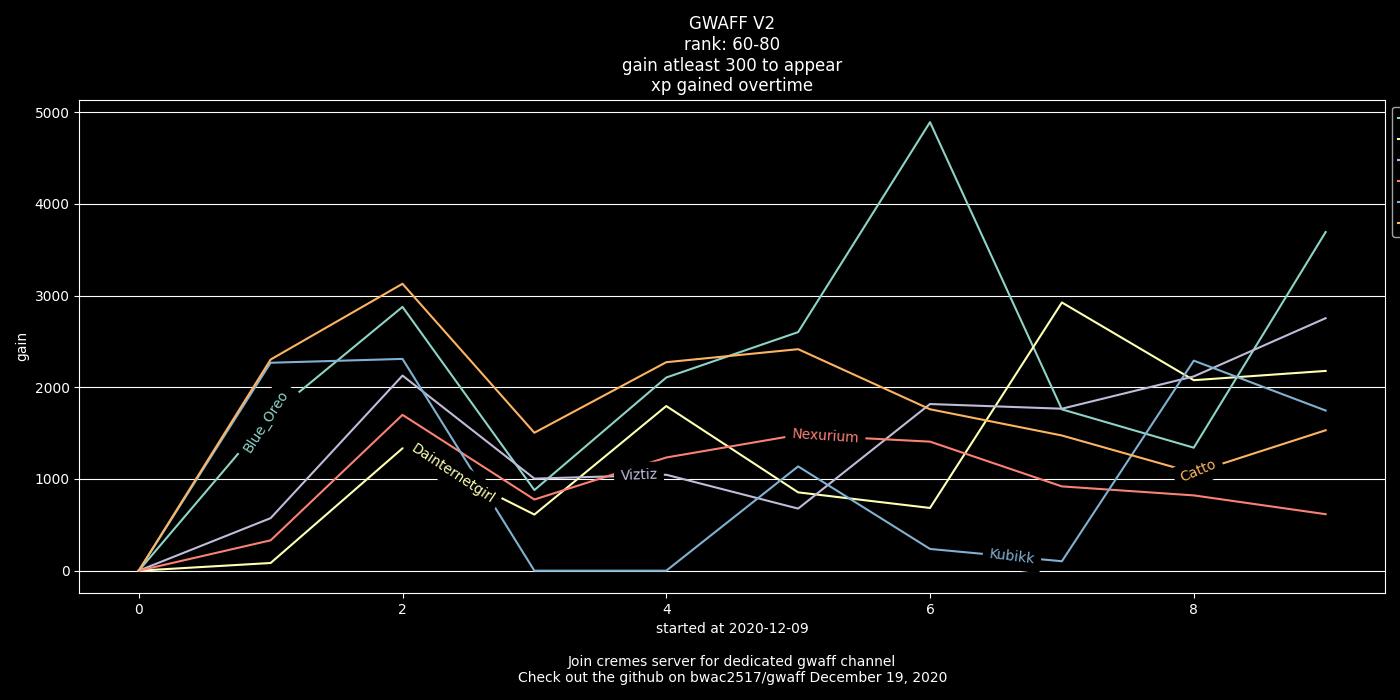 GWAFF V2
rank: 60-80
gain atleast 300 to appear
xp gained overtime
5000
4000
3000
2000
1000
0
gain
Blue_Oreo
Dainternetgirl
Viztiz
Nexurium
Kubikk
Catto
0
2
4
6
8
started at 2020-12-09
Join cremes server for dedicated gwaff channel
Check out the github on bwac2517/gwaff December 19, 2020